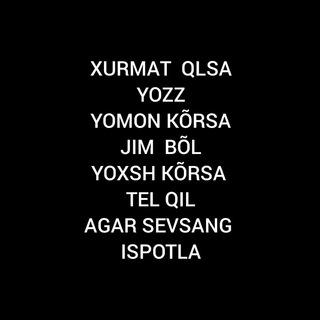 XURMAT QLSA
YOZZ
YOMON KÕRSA
JIM BÕL
YOXSH KÕRSA
TEL QIL
AGAR SEVSANG
ISPOTLA